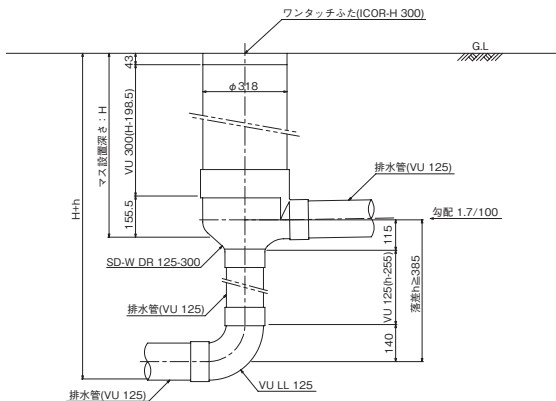 ワンタッチふた(ICOR-H 300)
G.L
43
φ318
VU 300(H-198.5)
マス設置深さ：H
H+h
排水管(VU 125)
勾配 1.7/100
155.5
115
SD-W DR 125-300
VU 125(h-255)
落差h≧385
排水管(VU 125)
140
VU LL 125
排水管(VU 125)